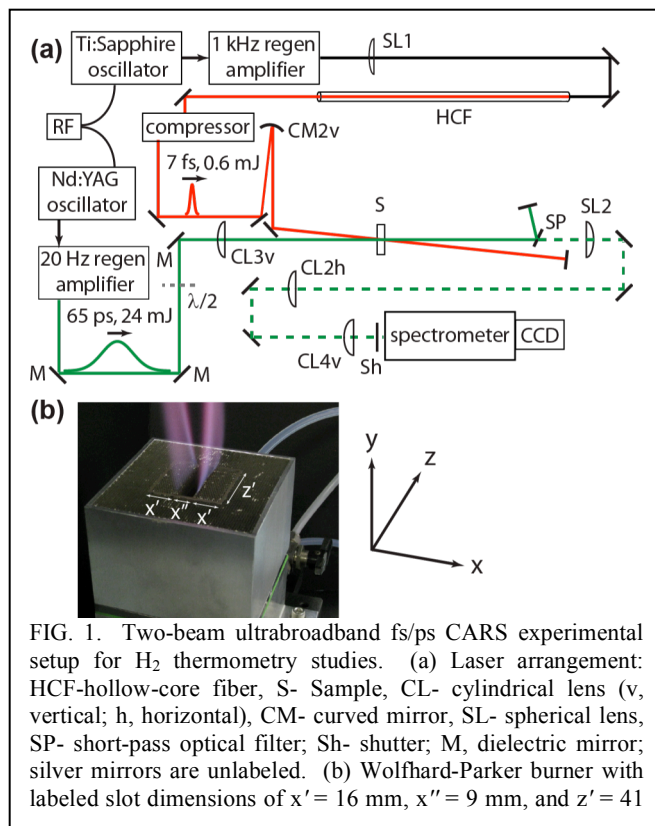 (a)
Ti:Sapphire
oscillator
1 kHz regen
amplifier
SL1
HCF
RF
compressor
CM2v
7 fs, 0.6 mJ
Nd:YAG
oscillator
S
SP
SL2
M
CL3v
20 Hz regen
amplifier
λ/2
CL2h
65 ps, 24 mJ
spectrometer
CCD
CL4v
Sh
M
M
(b)
x′
x″
x′
z′
y
z
x
FIG. 1. Two-beam ultrabroadband fs/ps CARS experimental
setup for H₂ thermometry studies. (a) Laser arrangement:
HCF-hollow-core fiber, S- Sample, CL- cylindrical lens (v,
vertical; h, horizontal), CM- curved mirror, SL- spherical lens,
SP- short-pass optical filter; Sh- shutter; M, dielectric mirror;
silver mirrors are unlabeled. (b) Wolfhard-Parker burner with
labeled slot dimensions of x′ = 16 mm, x″ = 9 mm, and z′ = 41